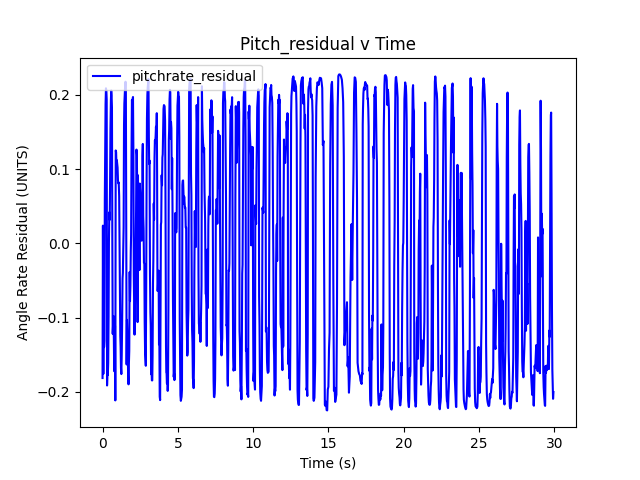 Pitch_residual v Time
pitchrate_residual
Angle Rate Residual (UNITS)
0.2
0.1
0.0
−0.1
−0.2
0 5 10 15 20 25 30
Time (s)